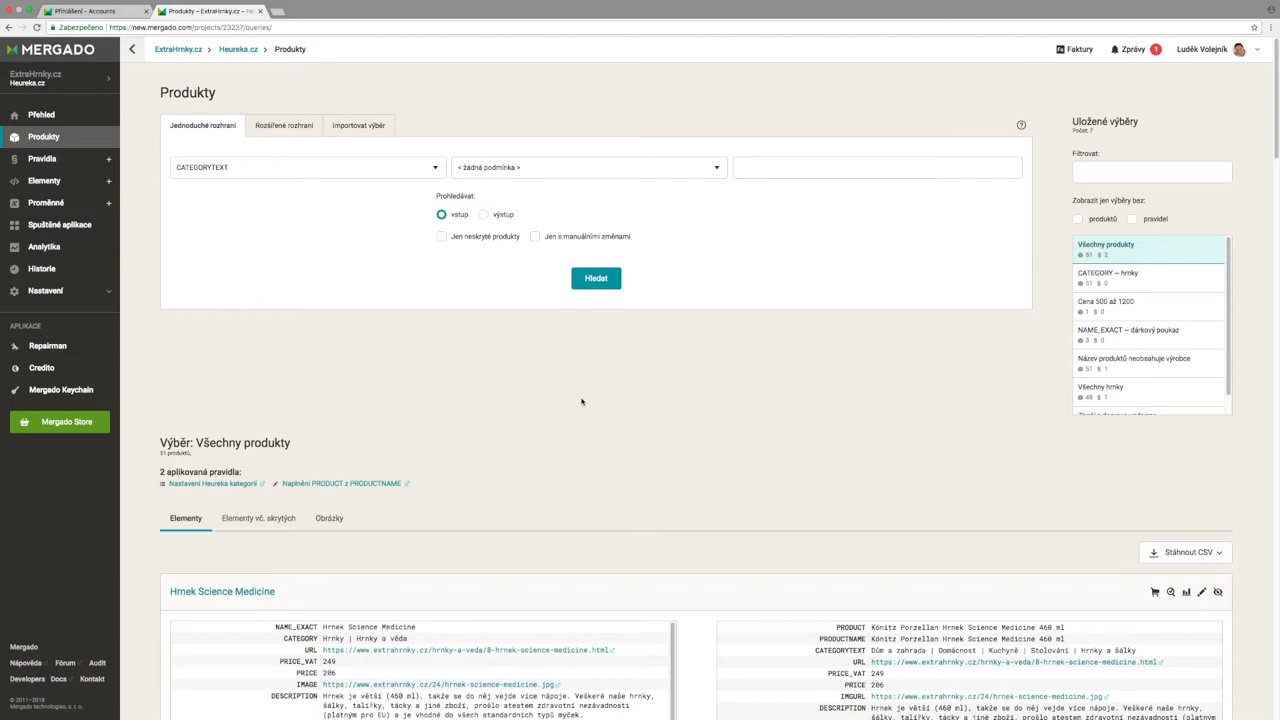 Přihlášení - Accounts
Produkty – ExtraHrnky.cz – He
Zabezpečeno
https://new.mergado.com/projects/23237/queries/
MERGADO
ExtraHrnky.cz
Heureka.cz
Produkty
Faktury
Zprávy
1
Luděk Volejník
ExtraHrnky.cz
Heureka.cz
Přehled
Produkty
Pravidla
Elementy
Proměnné
Spuštěné aplikace
Analytika
Historie
Nastavení
APLIKACE
Repairman
Credito
Mergado Keychain
Mergado Store
Mergado
Nápověda
Fórum
Audit
Developers
Docs
Kontakt
© 2011–2018
Mergado technologies, s. r. o.
Produkty
Jednoduché rozhraní
Rozšířené rozhraní
Importovat výběr
CATEGORYTEXT
< žádná podmínka >
Prohledávat:
vstup
výstup
Jen neskryté produkty
Jen s manuálními změnami
Hledat
Uložené výběry
Počet: 7
Filtrovat:
Zobrazit jen výběry bez:
produktů
pravidel
Všechny produkty
51 § 2
CATEGORY ~ hrnky
51 § 0
Cena 500 až 1200
1 § 0
NAME_EXACT ~ dárkový poukaz
3 § 0
Název produktů neobsahuje výrobce
51 § 1
Všechny hrnky
48 § 1
Výběr: Všechny produkty
51 produktů,
2 aplikovaná pravidla:
Nastavení Heureka kategorií
Naplnění PRODUCT z PRODUCTNAME
Elementy
Elementy vč. skrytých
Obrázky
Stáhnout CSV
Hrnek Science Medicine
NAME_EXACT Hrnek Science Medicine
CATEGORY Hrnky | Hrnky a věda
URL https://www.extrahrnky.cz/hrnky-a-veda/8-hrnek-science-medicine.html
PRICE_VAT 249
PRICE 206
IMAGE https://www.extrahrnky.cz/24/hrnek-science-medicine.jpg
DESCRIPTION Hrnek je větší (460 ml), takže se do něj vejde více nápoje. Veškeré naše hrnky,
šálky, talířky, tácky a jiné zboží, prošlo atestem zdravotní nezávadnosti
(platným pro EU) a je vhodné do všech standardních typů myček.
PRODUCT Könitz Porzellan Hrnek Science Medicine 460 ml
PRODUCTNAME Könitz Porzellan Hrnek Science Medicine 460 ml
CATEGORYTEXT Dům a zahrada | Domácnost | Kuchyně | Stolování | Hrnky a šálky
URL https://www.extrahrnky.cz/hrnky-a-veda/8-hrnek-science-medicine.html
PRICE_VAT 249
PRICE 206
IMGURL https://www.extrahrnky.cz/24/hrnek-science-medicine.jpg
DESCRIPTION Hrnek je větší (460 ml), takže se do něj vejde více nápoje. Veškeré naše hrnky,
šálky, talířky, tácky a jiné zboží, prošlo atestem zdravotní nezávadnosti